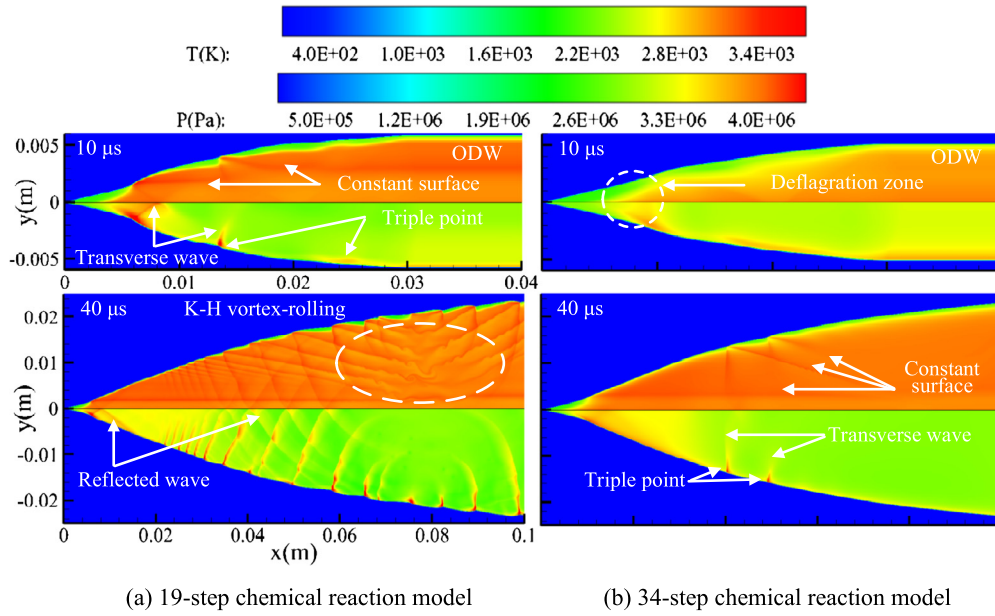 T(K): 4.0E+02 1.0E+03 1.6E+03 2.2E+03 2.8E+03 3.4E+03
P(Pa): 5.0E+05 1.2E+06 1.9E+06 2.6E+06 3.3E+06 4.0E+06
0.005
10 μs
ODW
Constant surface
y(m)
0
Triple point
Transverse wave
-0.005
0 0.01 0.02 0.03 0.04
10 μs
ODW
Deflagration zone
y(m)
40 μs
K-H vortex-rolling
0.02
0.01
y(m)
0
-0.01
Reflected wave
-0.02
0 0.02 0.04 0.06 0.08 0.1
x(m)
40 μs
Constant
surface
y(m)
Transverse wave
Triple point
(a) 19-step chemical reaction model
(b) 34-step chemical reaction model